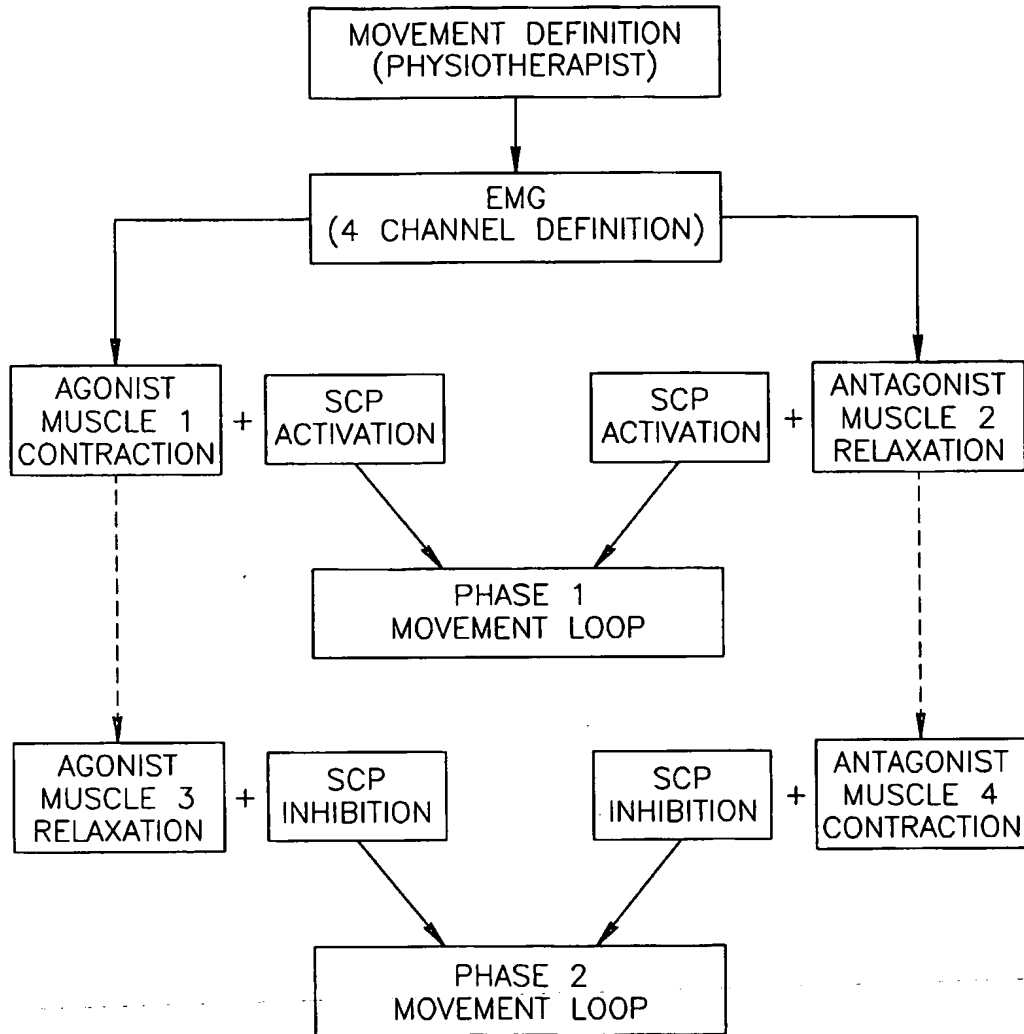 MOVEMENT DEFINITION
(PHYSIOTHERAPIST)
EMG
(4 CHANNEL DEFINITION)
AGONIST
MUSCLE 1
CONTRACTION
+
SCP
ACTIVATION
SCP
ACTIVATION
+
ANTAGONIST
MUSCLE 2
RELAXATION
PHASE 1
MOVEMENT LOOP
AGONIST
MUSCLE 3
RELAXATION
+
SCP
INHIBITION
SCP
INHIBITION
+
ANTAGONIST
MUSCLE 4
CONTRACTION
PHASE 2
MOVEMENT LOOP